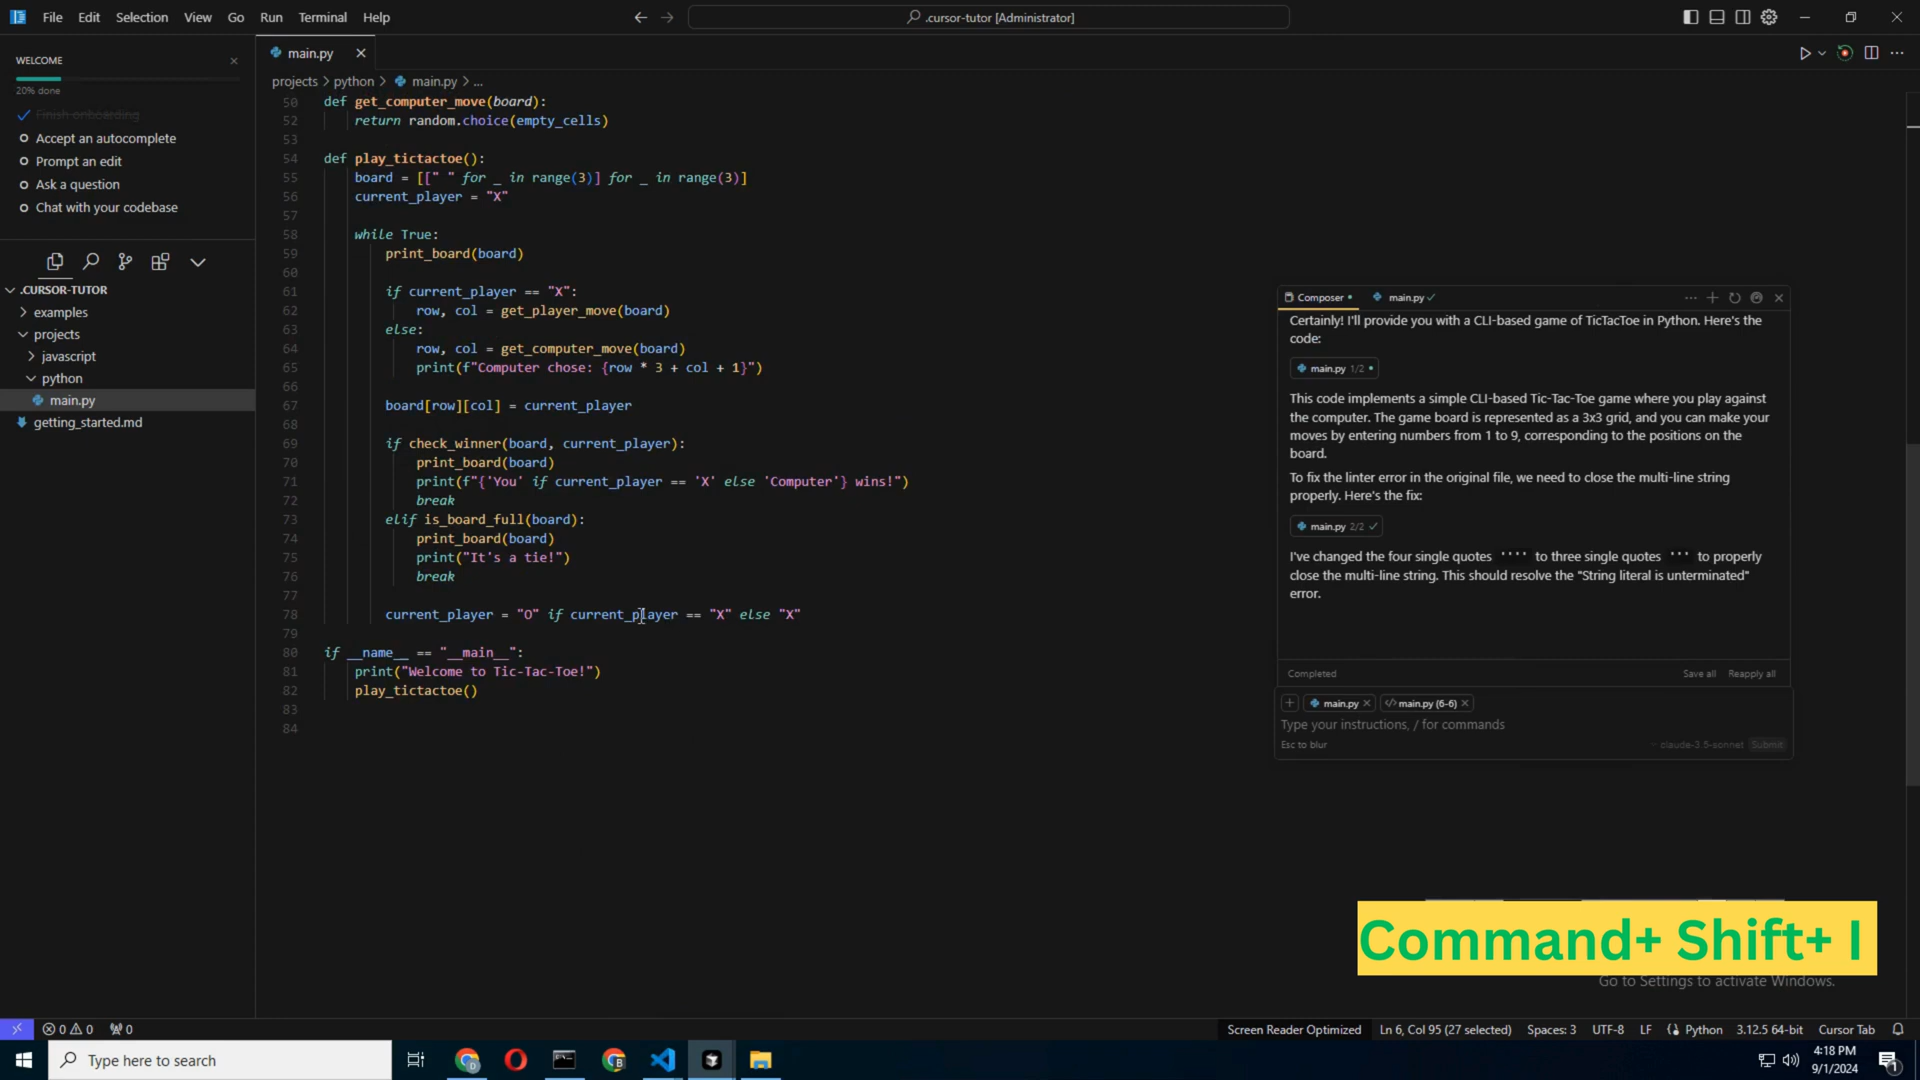 File Edit Selection View Go Run Terminal Help
.cursor-tutor [Administrator]
WELCOME
20% done
Finish onboarding
Accept an autocomplete
Prompt an edit
Ask a question
Chat with your codebase
.CURSOR-TUTOR
examples
projects
javascript
python
main.py
getting_started.md
main.py
projects > python > main.py > ...
50 def get_computer_move(board):
52 return random.choice(empty_cells)
53
54 def play_tictactoe():
55 board = [[" " for _ in range(3)] for _ in range(3)]
56 current_player = "X"
57
58 while True:
59 print_board(board)
60
61 if current_player == "X":
62 row, col = get_player_move(board)
63 else:
64 row, col = get_computer_move(board)
65 print(f"Computer chose: {row * 3 + col + 1}")
66
67 board[row][col] = current_player
68
69 if check_winner(board, current_player):
70 print_board(board)
71 print(f"{'You' if current_player == 'X' else 'Computer'} wins!")
72 break
73 elif is_board_full(board):
74 print_board(board)
75 print("It's a tie!")
76 break
77
78 current_player = "O" if current_player == "X" else "X"
79
80 if __name__ == "__main__":
81 print("Welcome to Tic-Tac-Toe!")
82 play_tictactoe()
83
84
Composer main.py
Certainly! I'll provide you with a CLI-based game of TicTacToe in Python. Here's the
code:
main.py 1/2
This code implements a simple CLI-based Tic-Tac-Toe game where you play against
the computer. The game board is represented as a 3x3 grid, and you can make your
moves by entering numbers from 1 to 9, corresponding to the positions on the
board.
To fix the linter error in the original file, we need to close the multi-line string
properly. Here's the fix:
main.py 2/2
I've changed the four single quotes '''' to three single quotes ''' to properly
close the multi-line string. This should resolve the "String literal is unterminated"
error.
Completed Save all Reapply all
main.py main.py (6-6)
Type your instructions, / for commands
Esc to blur claude-3.5-sonnet Submit
Command+ Shift+ I
Go to Settings to activate Windows.
0 0 0 Screen Reader Optimized Ln 6, Col 95 (27 selected) Spaces: 3 UTF-8 LF Python 3.12.5 64-bit Cursor Tab
Type here to search
4:18 PM
9/1/2024